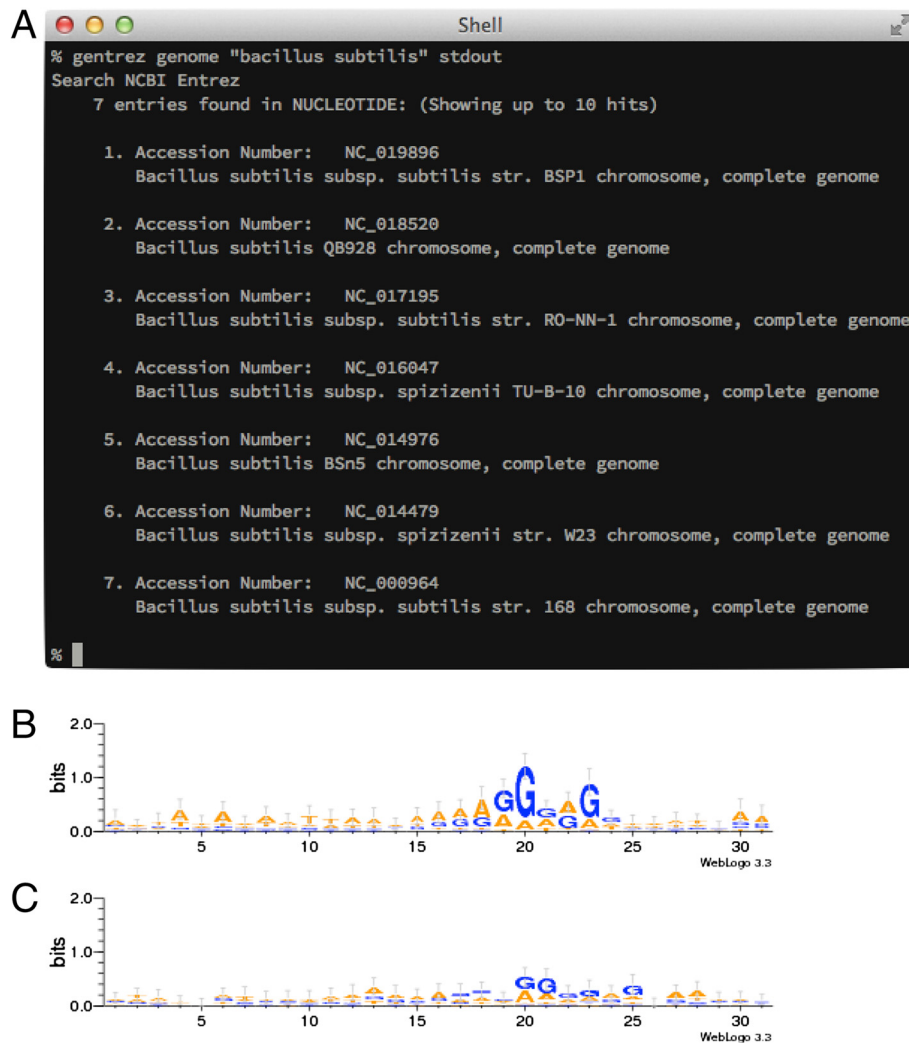 A
Shell
% gentrez genome "bacillus subtilis" stdout
Search NCBI Entrez
7 entries found in NUCLEOTIDE: (Showing up to 10 hits)
1. Accession Number: NC_019896
Bacillus subtilis subsp. subtilis str. BSP1 chromosome, complete genome
2. Accession Number: NC_018520
Bacillus subtilis QB928 chromosome, complete genome
3. Accession Number: NC_017195
Bacillus subtilis subsp. subtilis str. RO-NN-1 chromosome, complete genome
4. Accession Number: NC_016047
Bacillus subtilis subsp. spizizenii TU-B-10 chromosome, complete genome
5. Accession Number: NC_014976
Bacillus subtilis BSn5 chromosome, complete genome
6. Accession Number: NC_014479
Bacillus subtilis subsp. spizizenii str. W23 chromosome, complete genome
7. Accession Number: NC_000964
Bacillus subtilis subsp. subtilis str. 168 chromosome, complete genome
%
B
2.0
bits
1.0
0.0
5 10 15 20 25 30
WebLogo 3.3
C
2.0
bits
1.0
0.0
5 10 15 20 25 30
WebLogo 3.3